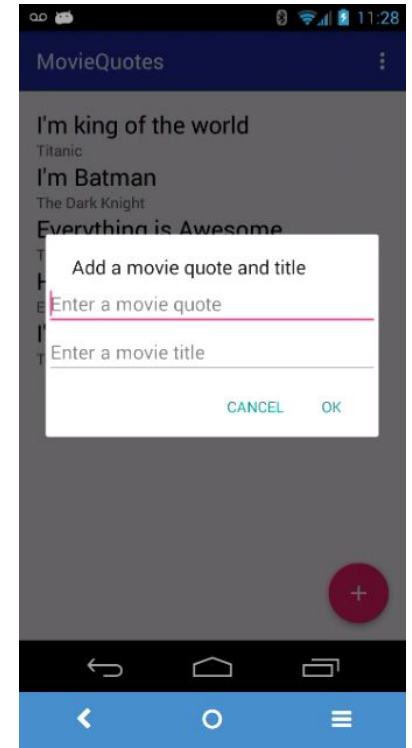 11:28
MovieQuotes
I'm king of the world
Titanic
I'm Batman
The Dark Knight
Everything is Awesome
T
Add a movie quote and title
H
E
Enter a movie quote
I'
T
Enter a movie title
CANCEL OK